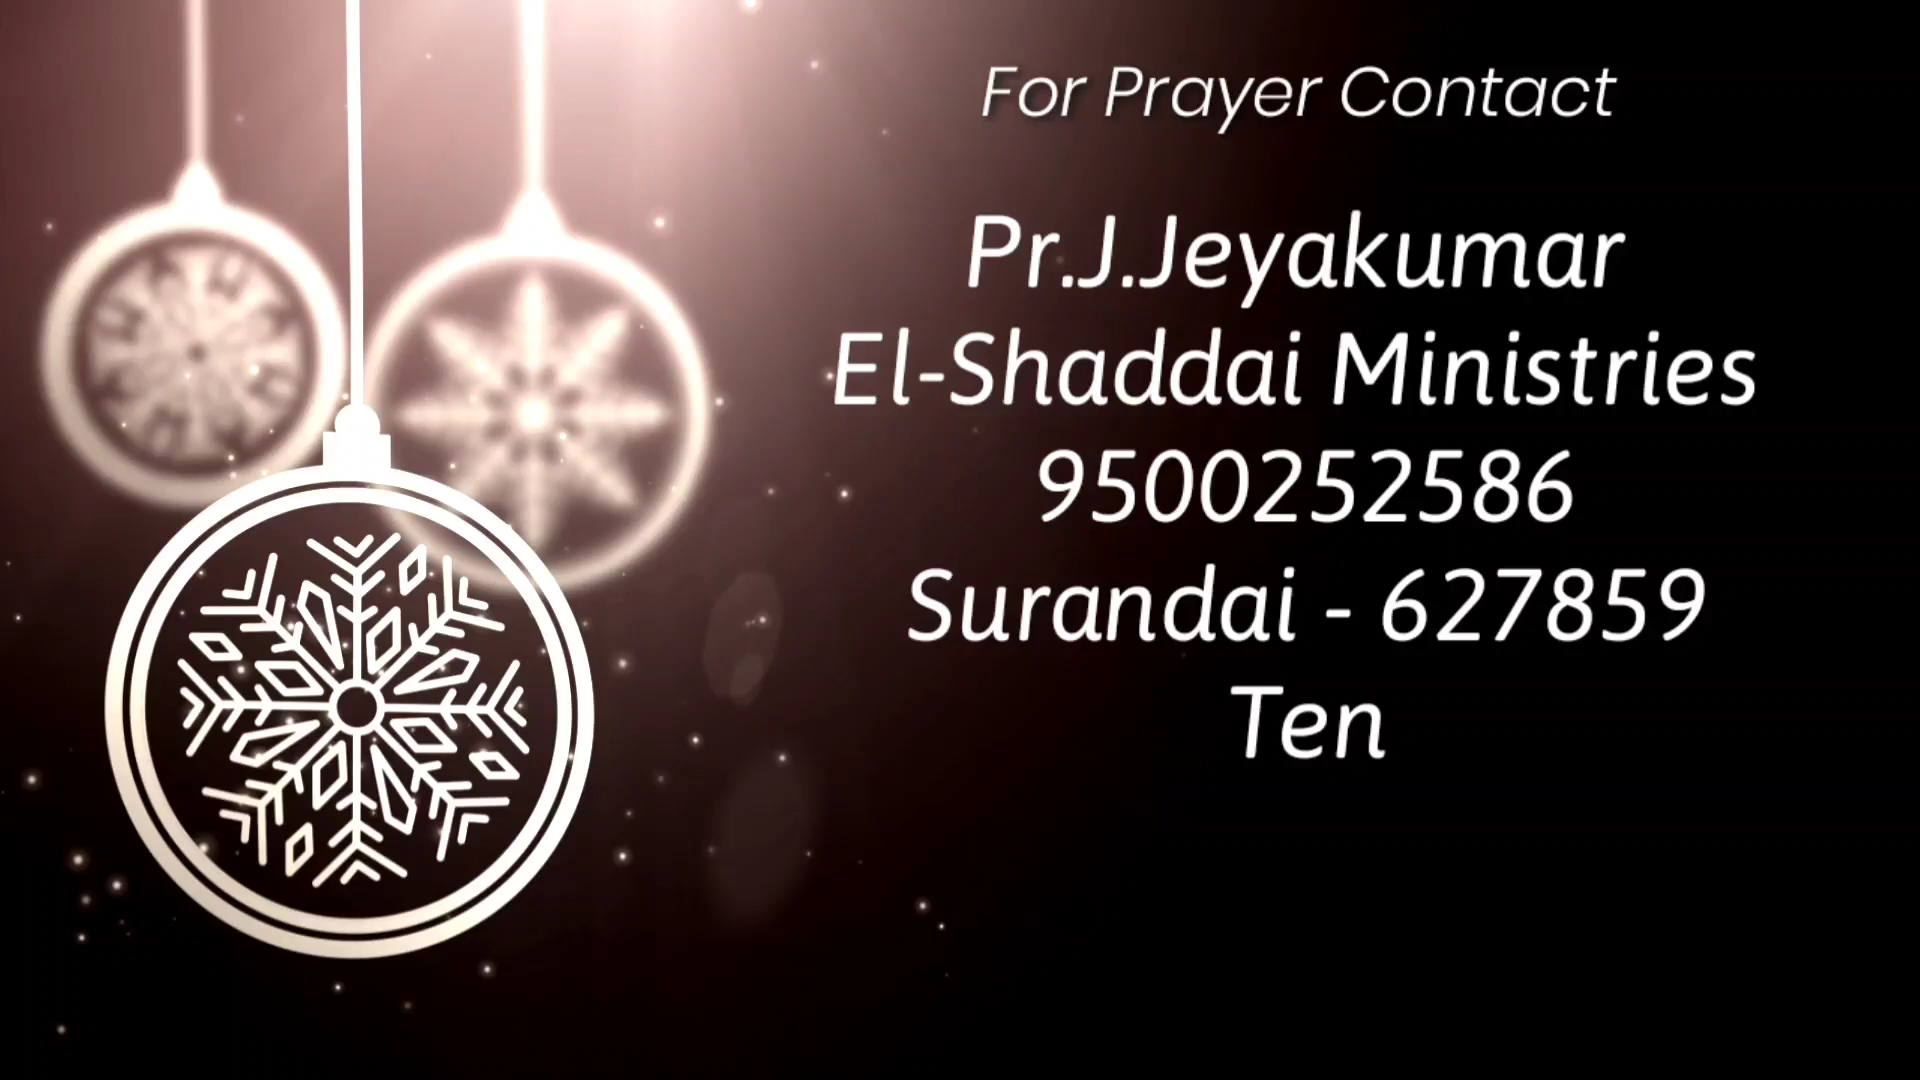 For Prayer Contact
Pr.J.Jeyakumar
El-Shaddai Ministries
9500252586
Surandai - 627859
Ten